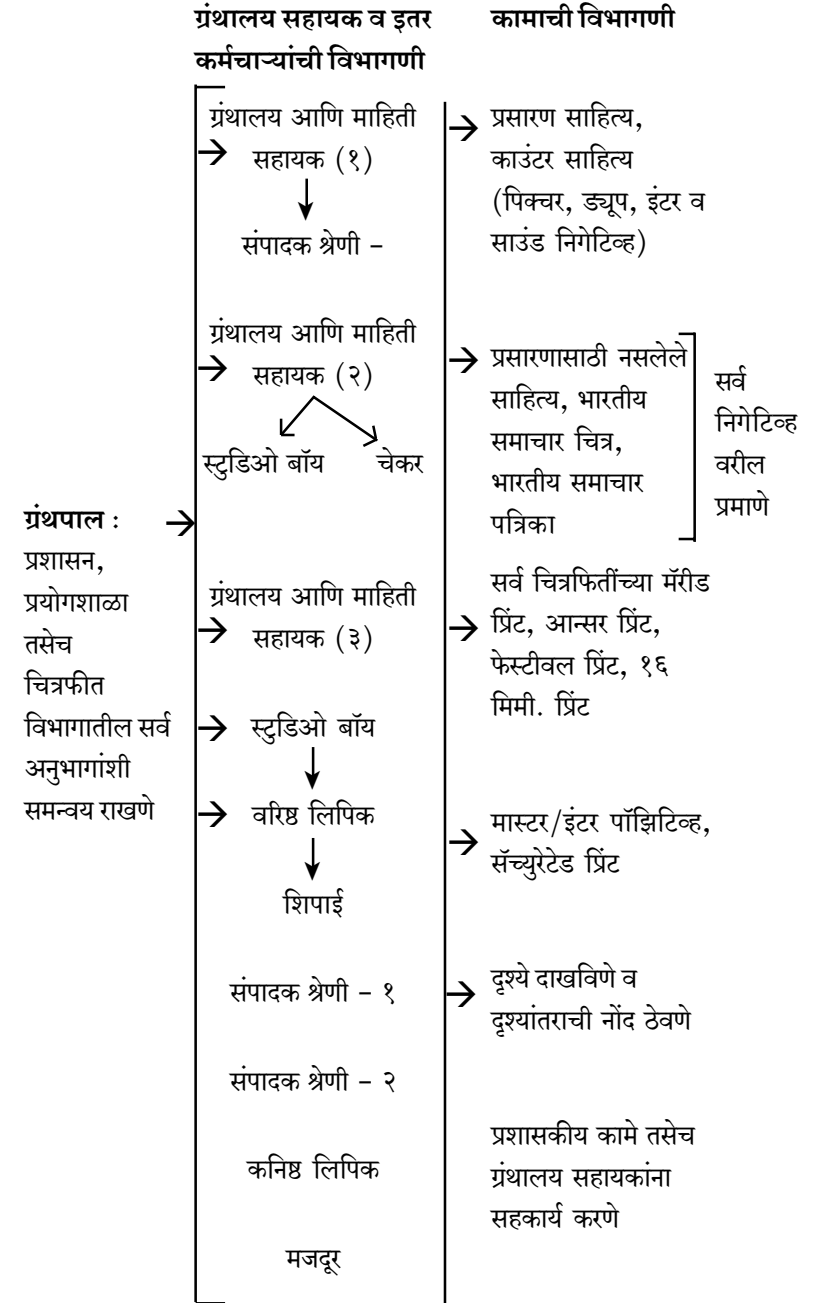 ग्रंथालय सहायक व इतर
कर्मचाऱ्यांची विभागणी
कामाची विभागणी
ग्रंथपाल :
प्रशासन,
प्रयोगशाळा
तसेच
चित्रफीत
विभागातील सर्व
अनुभागांशी
समन्वय राखणे
ग्रंथालय आणि माहिती
सहायक (१)
संपादक श्रेणी –
ग्रंथालय आणि माहिती
सहायक (२)
स्टुडिओ बॉय
चेकर
ग्रंथालय आणि माहिती
सहायक (३)
स्टुडिओ बॉय
वरिष्ठ लिपिक
शिपाई
संपादक श्रेणी – १
संपादक श्रेणी – २
कनिष्ठ लिपिक
मजदूर
प्रसारण साहित्य,
काउंटर साहित्य
(पिक्चर, ड्यूप, इंटर व
साउंड निगेटिव्ह)
प्रसारणासाठी नसलेले
साहित्य, भारतीय
समाचार चित्र,
भारतीय समाचार
पत्रिका
सर्व
निगेटिव्ह
वरील
प्रमाणे
सर्व चित्रफितींच्या मॅरीड
प्रिंट, आन्सर प्रिंट,
फेस्टीवल प्रिंट, १६
मिमी. प्रिंट
मास्टर/इंटर पॉझिटिव्ह,
सॅच्युरेटेड प्रिंट
दृश्ये दाखविणे व
दृश्यांतराची नोंद ठेवणे
प्रशासकीय कामे तसेच
ग्रंथालय सहायकांना
सहकार्य करणे